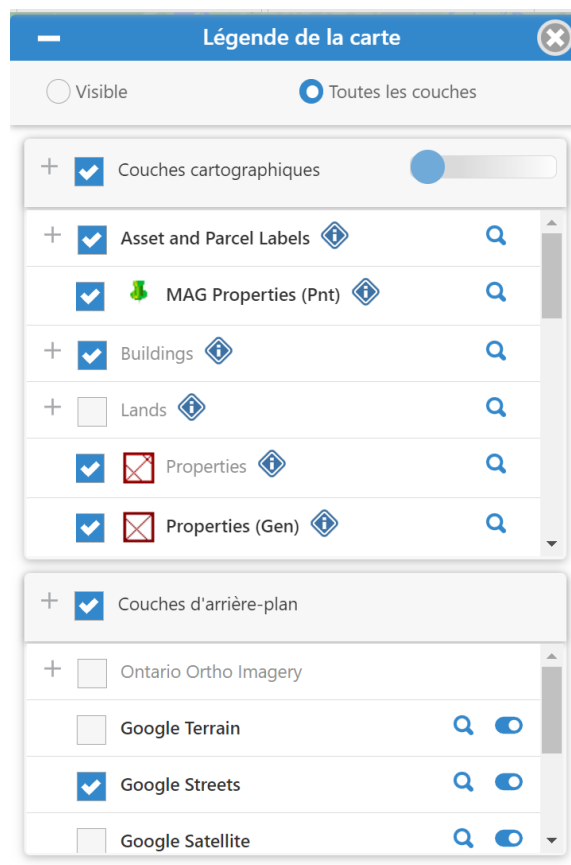 Légende de la carte
Visible
Toutes les couches
Couches cartographiques
Asset and Parcel Labels
MAG Properties (Pnt)
Buildings
Lands
Properties
Properties (Gen)
Couches d'arrière-plan
Ontario Ortho Imagery
Google Terrain
Google Streets
Google Satellite